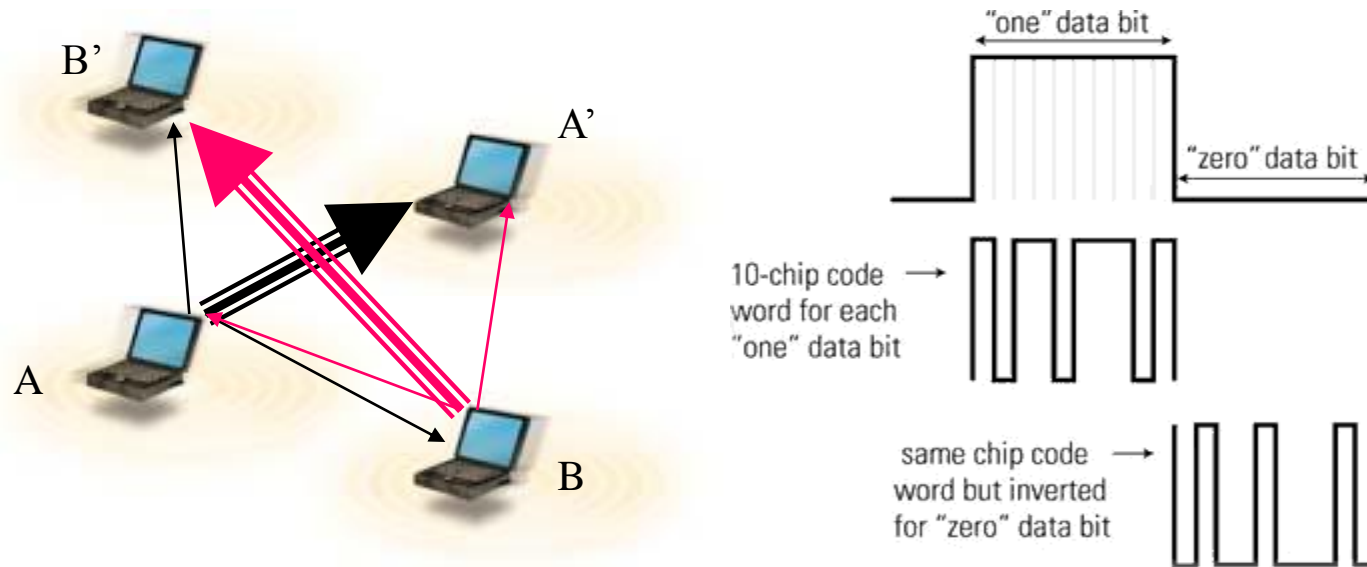 B’
A’
A
B
“one” data bit
“zero” data bit
10-chip code
word for each
“one” data bit
same chip code
word but inverted
for “zero” data bit